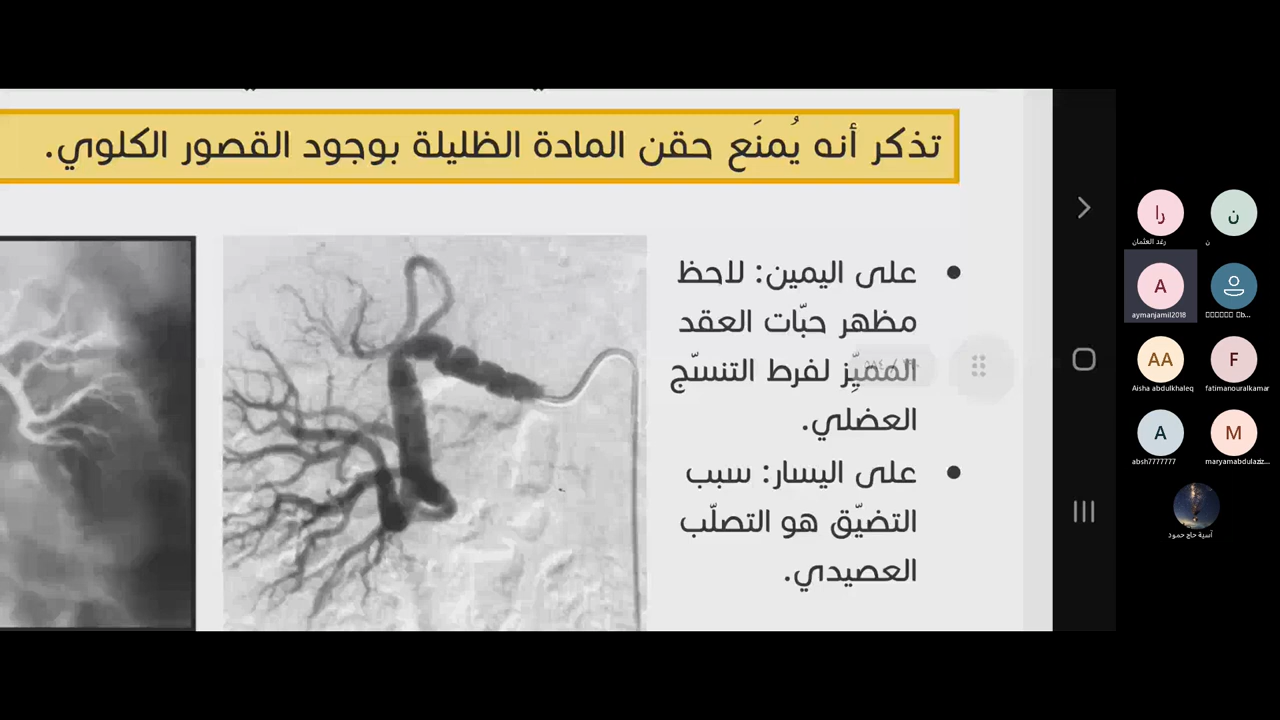 تذكر أنه يُمنَع حقن المادة الظليلة بوجود القصور الكلوي.
على اليمين: لاحظ
مظهر حبّات العقد
المميِّز لفرط التنسّج
العضلي.
على اليسار: سبب
التضيّق هو التصلّب
العصيدي.
را
رغد العثمان
ن
ن
A
aymanjamil2018
AA
Aisha abdulkhaleq
F
fatimanouralkamar
A
absh7777777
M
maryamabdulaziz...
آسية حاج حمود